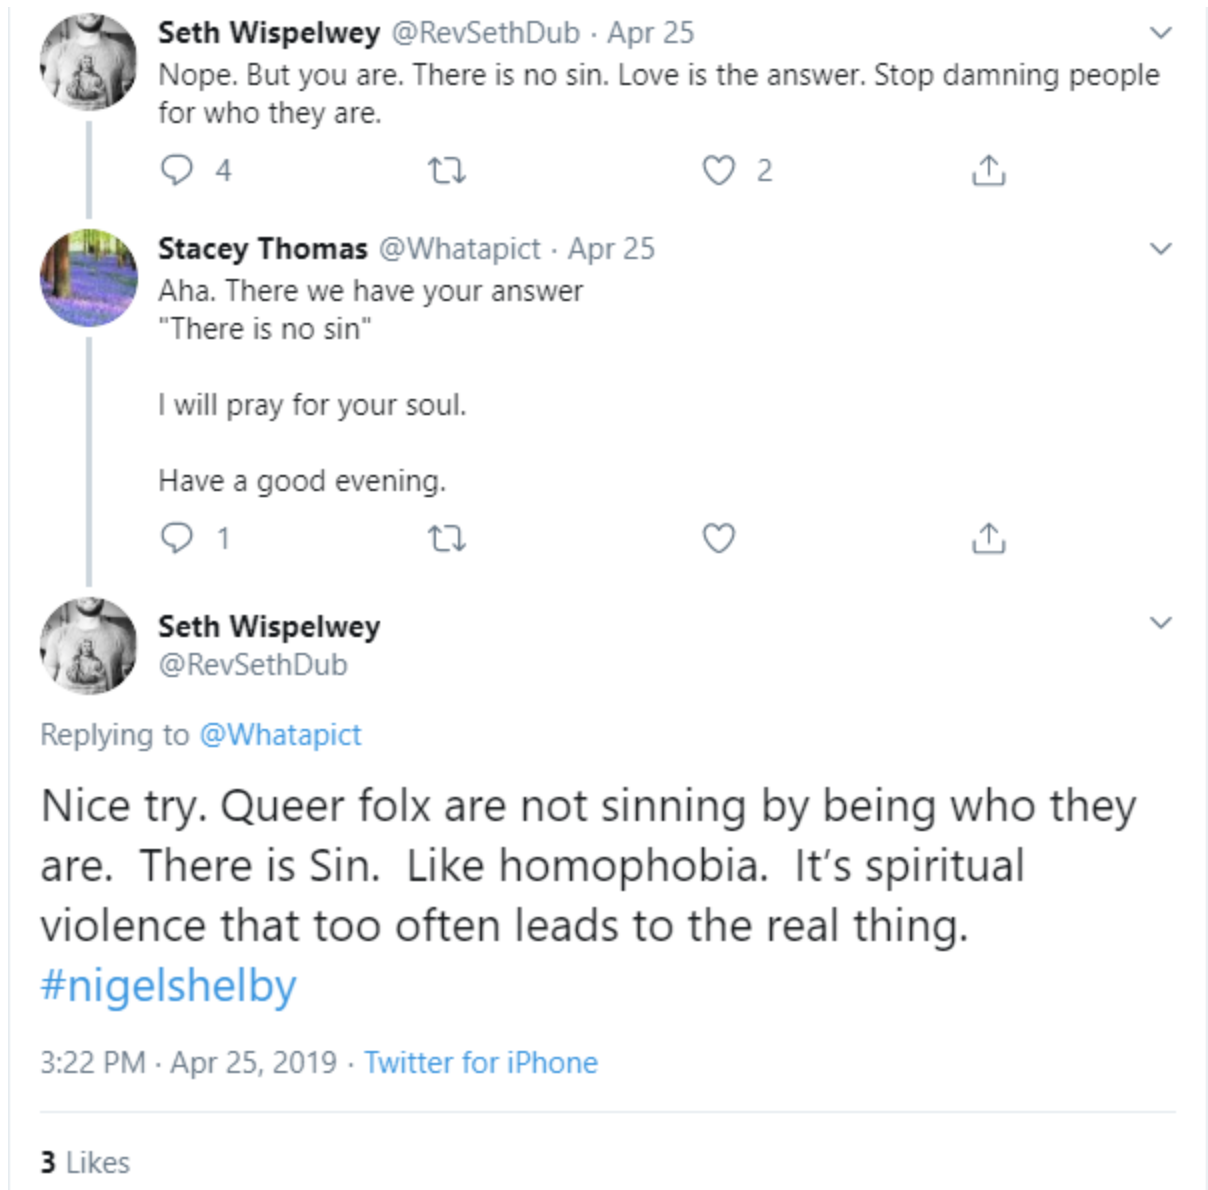 Seth Wispelwey @RevSethDub · Apr 25
Nope. But you are. There is no sin. Love is the answer. Stop damning people
for who they are.
4 2
Stacey Thomas @Whatapict · Apr 25
Aha. There we have your answer
"There is no sin"
I will pray for your soul.
Have a good evening.
1
Seth Wispelwey
@RevSethDub
Replying to @Whatapict
Nice try. Queer folx are not sinning by being who they
are.  There is Sin.  Like homophobia.  It’s spiritual
violence that too often leads to the real thing.
#nigelshelby
3:22 PM · Apr 25, 2019 · Twitter for iPhone
3 Likes